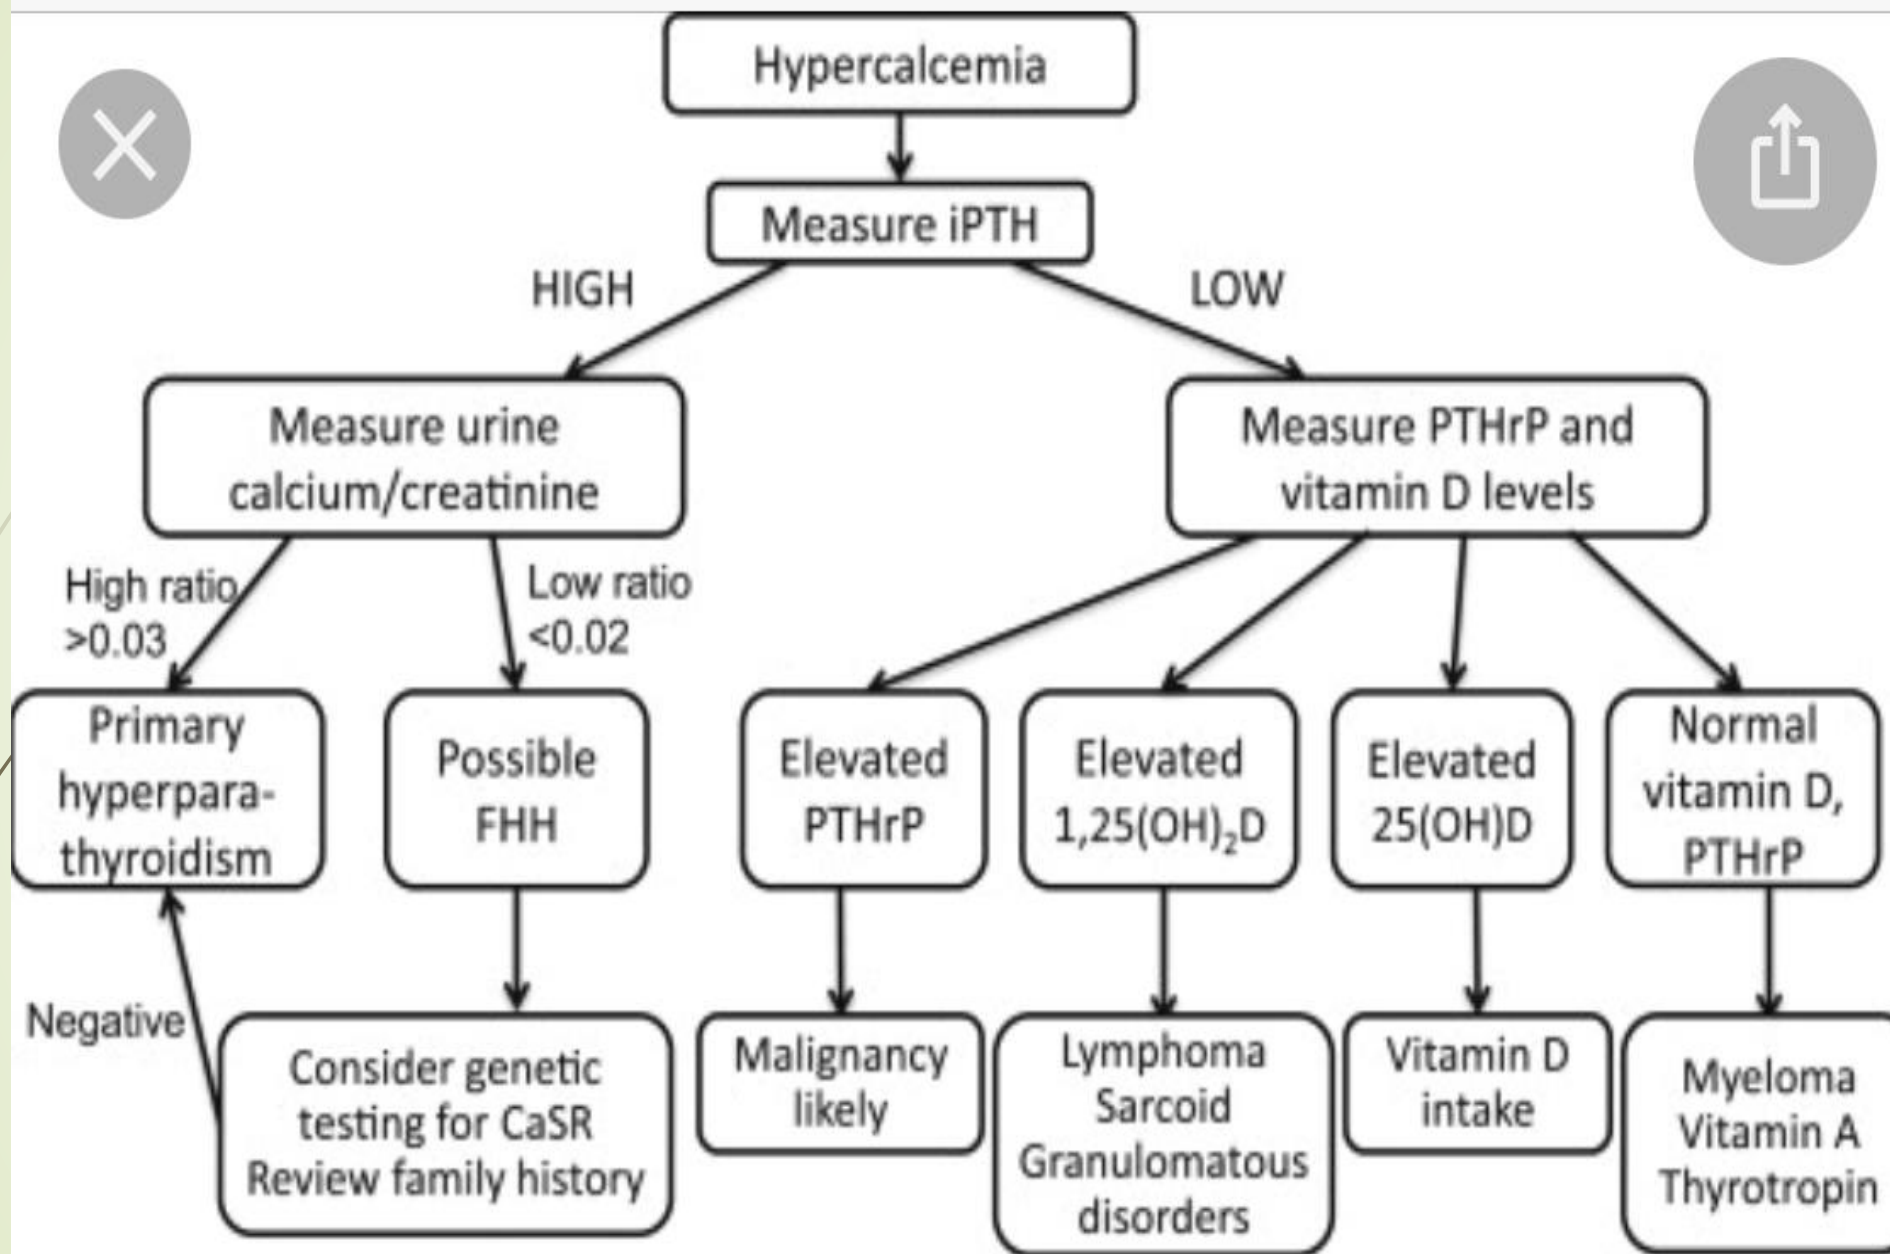 Hypercalcemia
Measure iPTH
HIGH
LOW
Measure urine
calcium/creatinine
Measure PTHrP and
vitamin D levels
High ratio
>0.03
Low ratio
<0.02
Primary
hyperpara-
thyroidism
Possible
FHH
Elevated
PTHrP
Elevated
1,25(OH)₂D
Elevated
25(OH)D
Normal
vitamin D,
PTHrP
Negative
Consider genetic
testing for CaSR
Review family history
Malignancy
likely
Lymphoma
Sarcoid
Granulomatous
disorders
Vitamin D
intake
Myeloma
Vitamin A
Thyrotropin